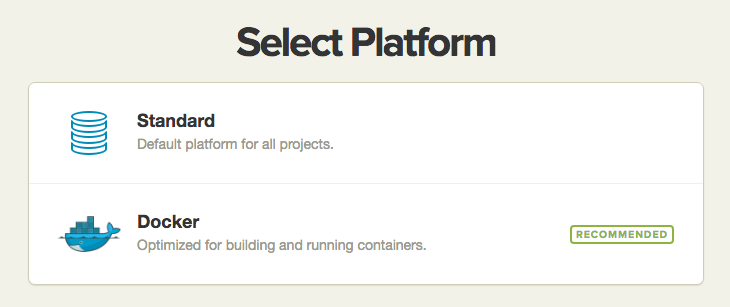 Select Platform
Standard
Default platform for all projects.
Docker
Optimized for building and running containers.
RECOMMENDED